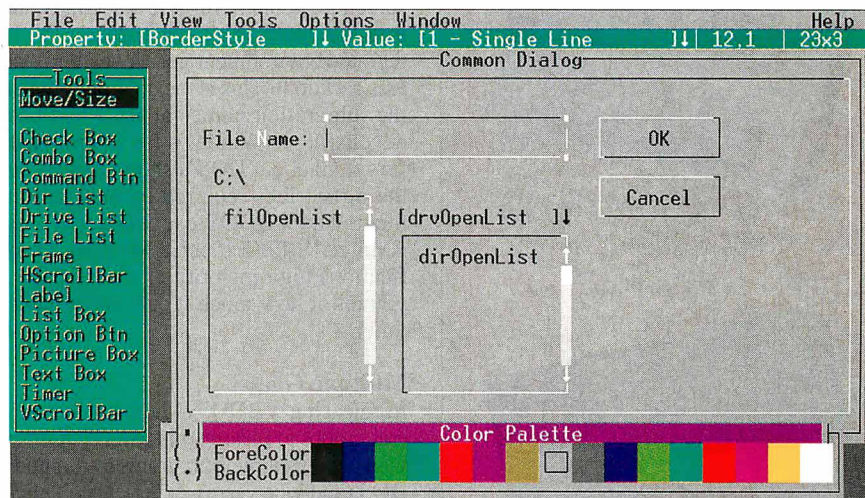 File Edit View Tools Options Window Help
Property: [BorderStyle ]↓ Value: [1 - Single Line ]↓| 12,1 | 23x3
Common Dialog
Tools
Move/Size
Check Box
Combo Box
Command Btn
Dir List
Drive List
File List
Frame
HScrollBar
Label
List Box
Option Btn
Picture Box
Text Box
Timer
VScrollBar
File Name:
OK
C:\
Cancel
filOpenList
[drvOpenList ]↓
dirOpenList
Color Palette
( ) ForeColor
(•) BackColor